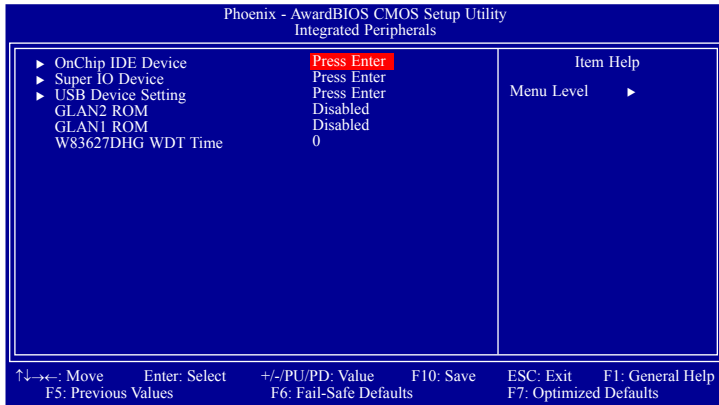 Phoenix - AwardBIOS CMOS Setup Utility
Integrated Peripherals
► OnChip IDE Device Press Enter
► Super IO Device Press Enter
► USB Device Setting Press Enter
GLAN2 ROM Disabled
GLAN1 ROM Disabled
W83627DHG WDT Time 0
Item Help
Menu Level ►
↑↓→←: Move Enter: Select +/-/PU/PD: Value F10: Save ESC: Exit F1: General Help
F5: Previous Values F6: Fail-Safe Defaults F7: Optimized Defaults